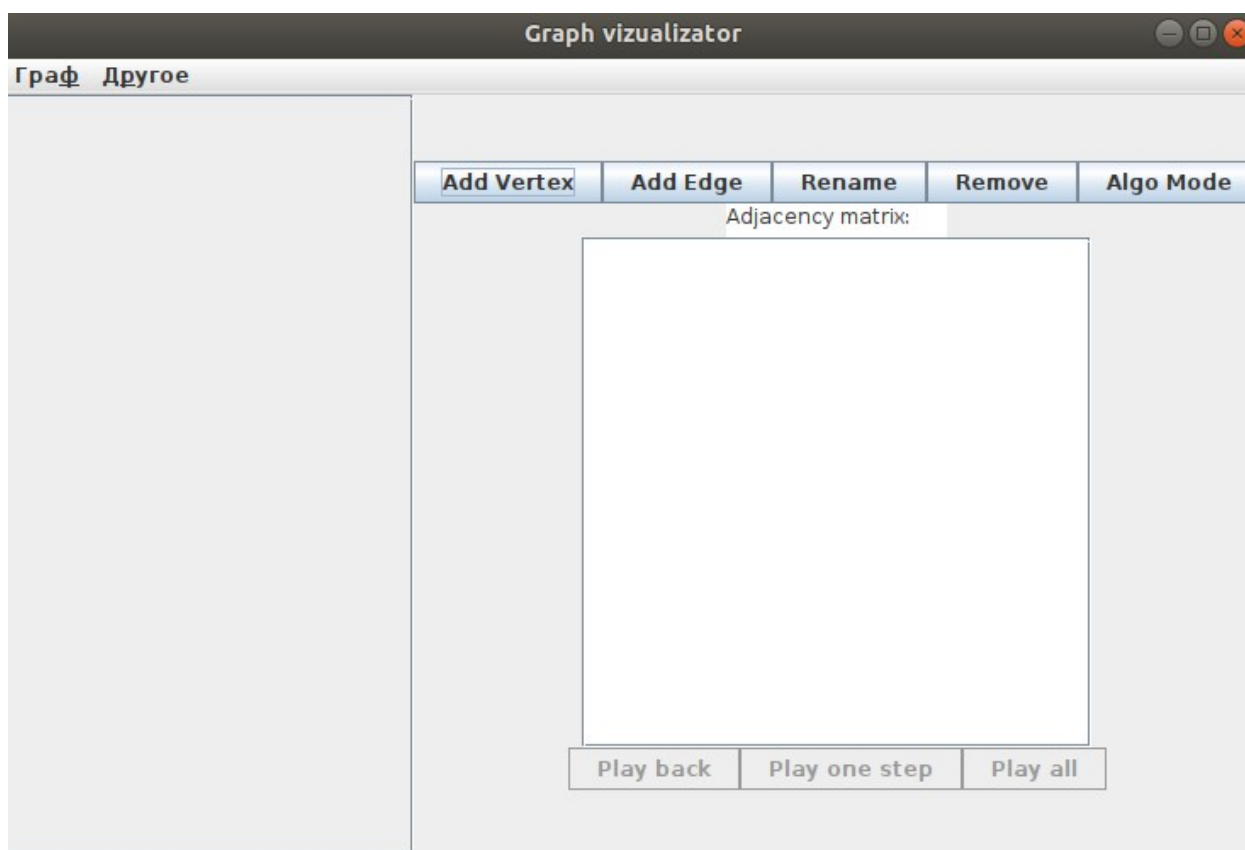 Graph vizualizator
Граф Другое
Add Vertex Add Edge Rename Remove Algo Mode
Adjacency matrix:
Play back Play one step Play all